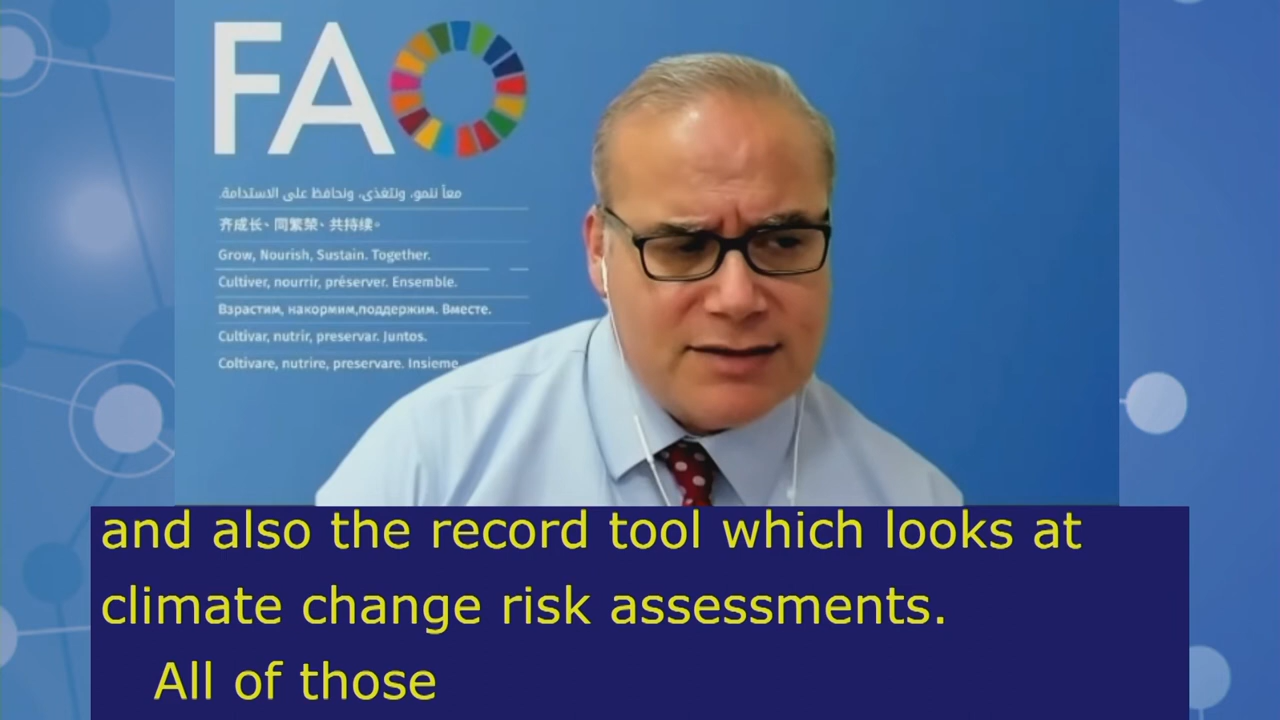 FAO
معاً ننمو، ونتغذى، ونحافظ على الاستدامة.
齐成长、同繁荣、共持续。
Grow, Nourish, Sustain. Together.
Cultiver, nourrir, préserver. Ensemble.
Взрастим, накормим,поддержим. Вместе.
Cultivar, nutrir, preservar. Juntos.
Coltivare, nutrire, preservare. Insieme.
and also the record tool which looks at
climate change risk assessments.
All of those